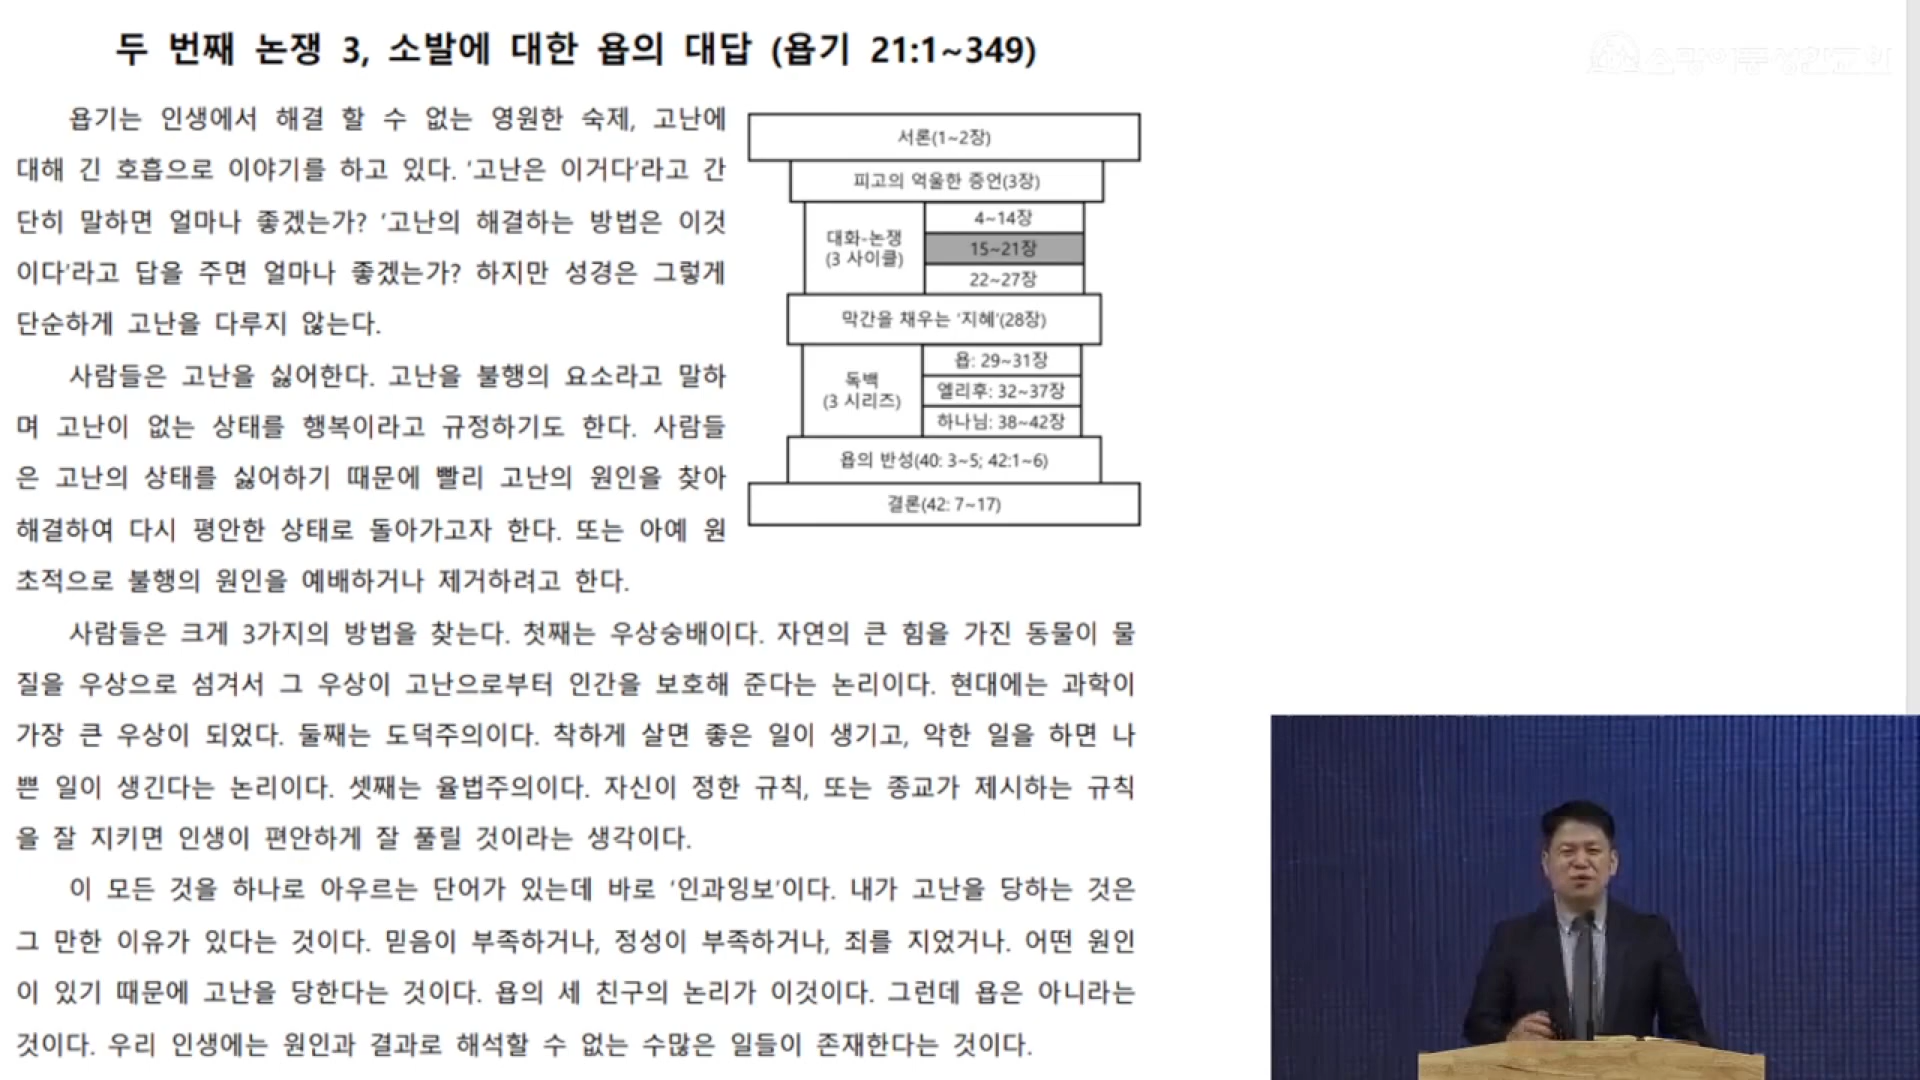 두 번째 논쟁 3, 소발에 대한 욥의 대답 (욥기 21:1~349)
욥기는 인생에서 해결 할 수 없는 영원한 숙제, 고난에
대해 긴 호흡으로 이야기를 하고 있다. '고난은 이거다'라고 간
단히 말하면 얼마나 좋겠는가? '고난의 해결하는 방법은 이것
이다'라고 답을 주면 얼마나 좋겠는가? 하지만 성경은 그렇게
단순하게 고난을 다루지 않는다.
사람들은 고난을 싫어한다. 고난을 불행의 요소라고 말하
며 고난이 없는 상태를 행복이라고 규정하기도 한다. 사람들
은 고난의 상태를 싫어하기 때문에 빨리 고난의 원인을 찾아
해결하여 다시 평안한 상태로 돌아가고자 한다. 또는 아예 원
초적으로 불행의 원인을 예배하거나 제거하려고 한다.
서론(1~2장)
피고의 억울한 증언(3장)
대화-논쟁
(3 사이클)
4~14장
15~21장
22~27장
막간을 채우는 '지혜'(28장)
독백
(3 시리즈)
욥: 29~31장
엘리후: 32~37장
하나님: 38~42장
욥의 반성(40: 3~5; 42:1~6)
결론(42: 7~17)
사람들은 크게 3가지의 방법을 찾는다. 첫째는 우상숭배이다. 자연의 큰 힘을 가진 동물이 물
질을 우상으로 섬겨서 그 우상이 고난으로부터 인간을 보호해 준다는 논리이다. 현대에는 과학이
가장 큰 우상이 되었다. 둘째는 도덕주의이다. 착하게 살면 좋은 일이 생기고, 악한 일을 하면 나
쁜 일이 생긴다는 논리이다. 셋째는 율법주의이다. 자신이 정한 규칙, 또는 종교가 제시하는 규칙
을 잘 지키면 인생이 편안하게 잘 풀릴 것이라는 생각이다.
이 모든 것을 하나로 아우르는 단어가 있는데 바로 '인과잉보'이다. 내가 고난을 당하는 것은
그 만한 이유가 있다는 것이다. 믿음이 부족하거나, 정성이 부족하거나, 죄를 지었거나. 어떤 원인
이 있기 때문에 고난을 당한다는 것이다. 욥의 세 친구의 논리가 이것이다. 그런데 욥은 아니라는
것이다. 우리 인생에는 원인과 결과로 해석할 수 없는 수많은 일들이 존재한다는 것이다.